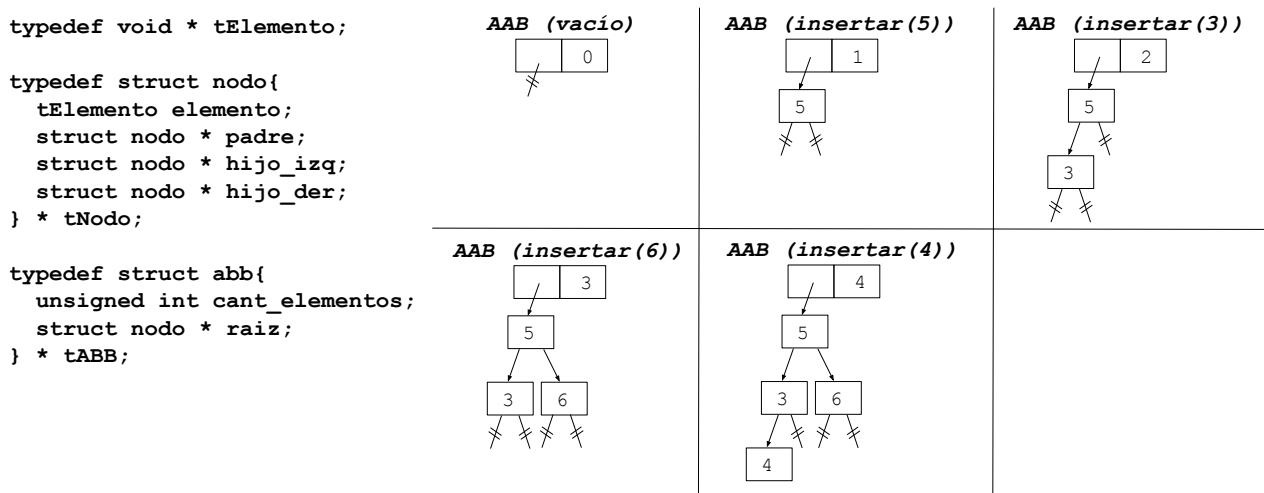 typedef void * tElemento;
typedef struct nodo{
tElemento elemento;
struct nodo * padre;
struct nodo * hijo_izq;
struct nodo * hijo_der;
} * tNodo;
typedef struct abb{
unsigned int cant_elementos;
struct nodo * raiz;
} * tABB;
AAB (vacío)
0
AAB (insertar(5))
1
5
AAB (insertar(3))
2
5
3
AAB (insertar(6))
3
5
3 6
AAB (insertar(4))
4
5
3 6
4